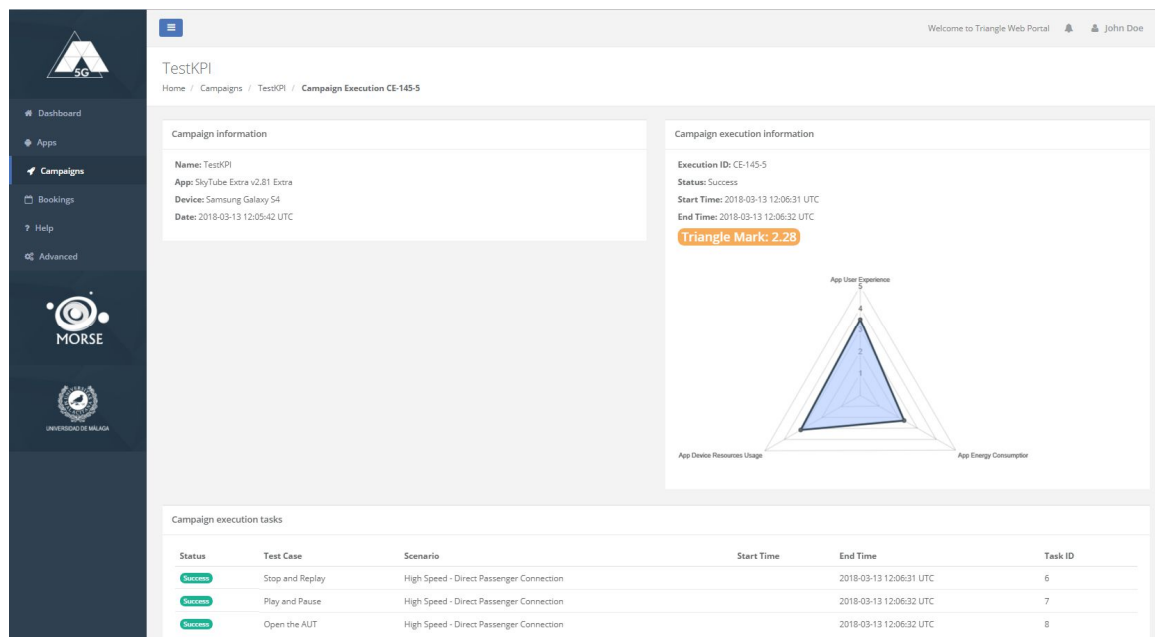 Welcome to Triangle Web Portal John Doe
5G
TestKPI
Home / Campaigns / TestKPI / Campaign Execution CE-145-5
Dashboard
Apps
Campaigns
Bookings
? Help
Advanced
MORSE
UNIVERSIDAD DE MÁLAGA
Campaign information
Name: TestKPI
App: SkyTube Extra v2.81 Extra
Device: Samsung Galaxy S4
Date: 2018-03-13 12:05:42 UTC
Campaign execution information
Execution ID: CE-145-5
Status: Success
Start Time: 2018-03-13 12:06:31 UTC
End Time: 2018-03-13 12:06:32 UTC
Triangle Mark: 2.28
App User Experience
5
4
3
2
1
App Device Resources Usage App Energy Consumptior
Campaign execution tasks
Status Test Case Scenario Start Time End Time Task ID
Success Stop and Replay High Speed - Direct Passenger Connection 2018-03-13 12:06:31 UTC 6
Success Play and Pause High Speed - Direct Passenger Connection 2018-03-13 12:06:32 UTC 7
Success Open the AUT High Speed - Direct Passenger Connection 2018-03-13 12:06:32 UTC 8